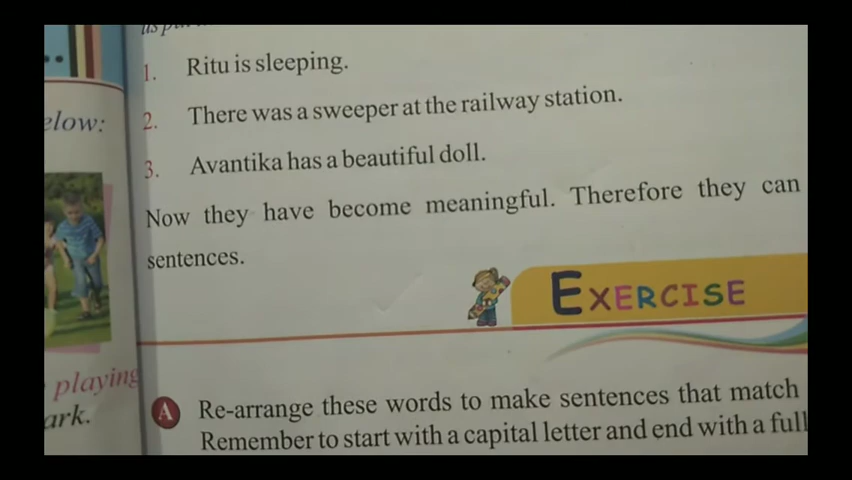 elow:
playing
ark.
1. Ritu is sleeping.
2. There was a sweeper at the railway station.
3. Avantika has a beautiful doll.
Now they have become meaningful. Therefore they can
sentences.
EXERCISE
A Re-arrange these words to make sentences that match
Remember to start with a capital letter and end with a full